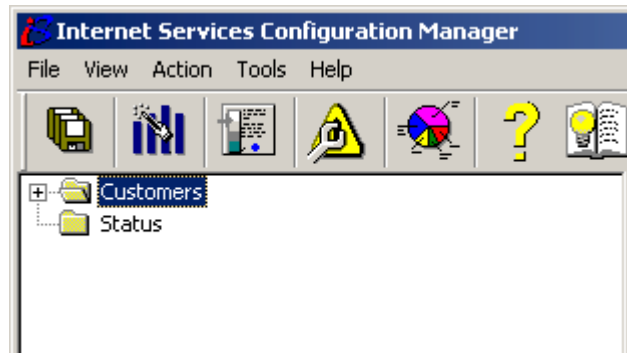 Internet Services Configuration Manager
File View Action Tools Help
Customers
Status